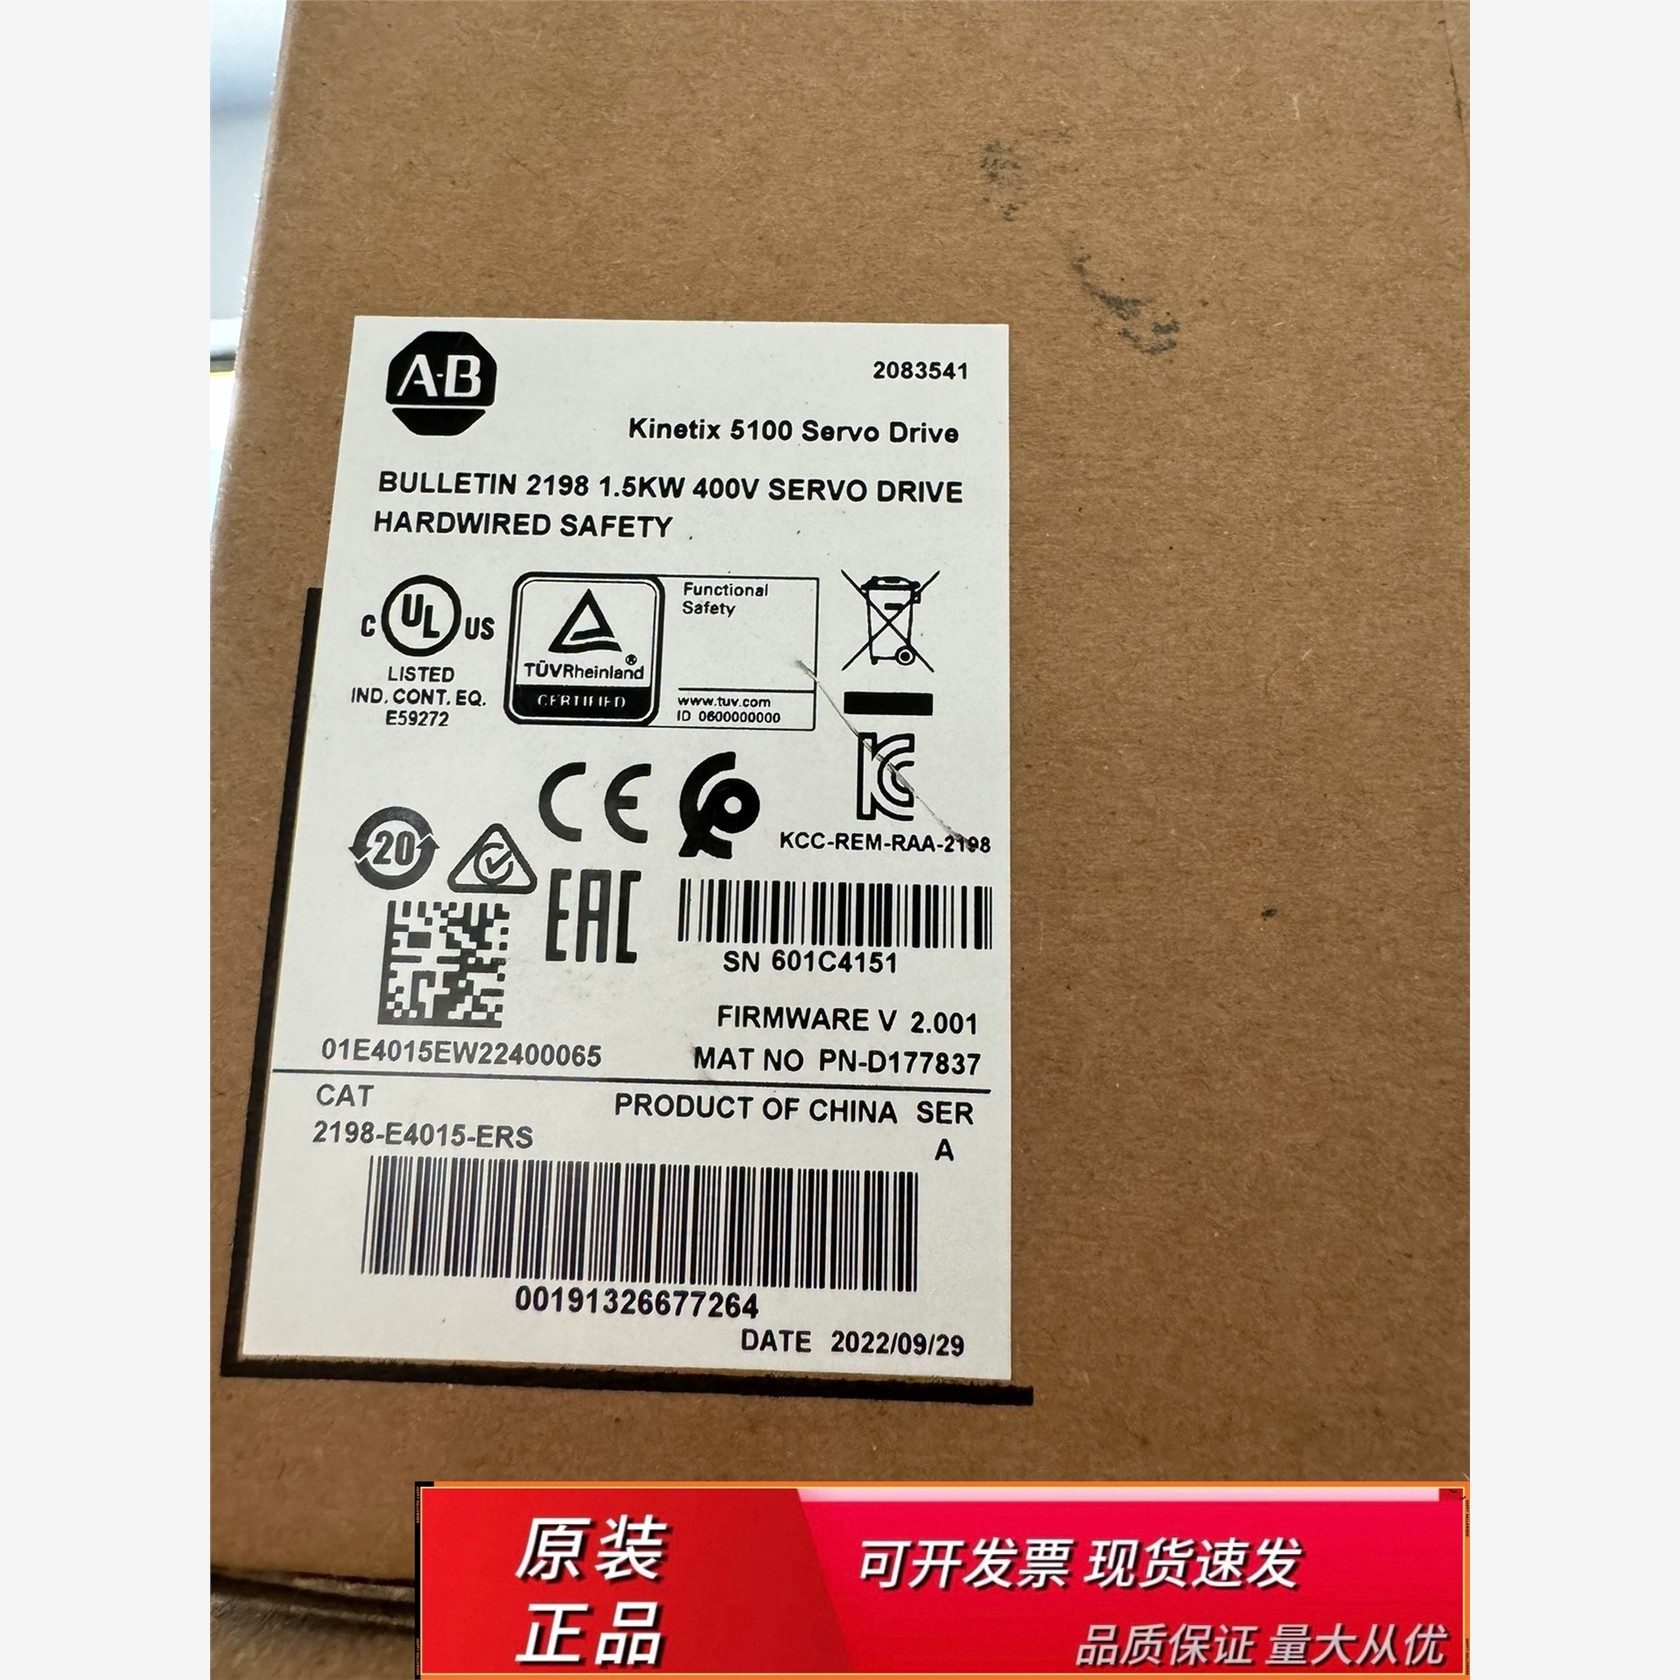 A-B
2083541
Kinetix 5100 Servo Drive
BULLETIN 2198 1.5KW 400V SERVO DRIVE
HARDWIRED SAFETY
C UL US
LISTED
IND. CONT. EQ.
E59272
TÜVRheinland®
CERTIFIED
Functional
Safety
www.tuv.com
ID 0600000000
CE
KC
KCC-REM-RAA-2198
20
EAC
SN 601C4151
FIRMWARE V 2.001
01E4015EW22400065
MAT NO PN-D177837
CAT
PRODUCT OF CHINA SER
2198-E4015-ERS
A
00191326677264
DATE 2022/09/29
原装
正品
可开发票 现货速发
品质保证 量大从优